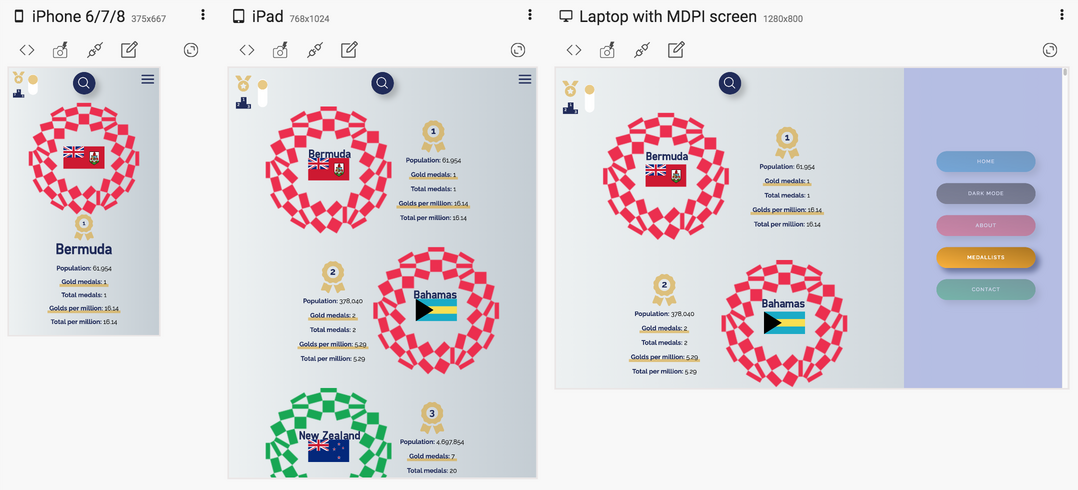 iPhone 6/7/8 375x667
1
Bermuda
Population: 61,954
Gold medals: 1
Total medals: 1
Golds per million: 16.14
Total per million: 16.14
iPad 768x1024
Bermuda
1
Population: 61,954
Gold medals: 1
Total medals: 1
Golds per million: 16.14
Total per million: 16.14
2
Population: 378,040
Gold medals: 2
Total medals: 2
Golds per million: 5.29
Total per million: 5.29
Bahamas
New Zealand
3
Population: 4,697,854
Gold medals: 7
Total medals: 20
Laptop with MDPI screen 1280x800
Bermuda
1
Population: 61,954
Gold medals: 1
Total medals: 1
Golds per million: 16.14
Total per million: 16.14
2
Population: 378,040
Gold medals: 2
Total medals: 2
Golds per million: 5.29
Total per million: 5.29
Bahamas
HOME
DARK MODE
ABOUT
MEDALLISTS
CONTACT